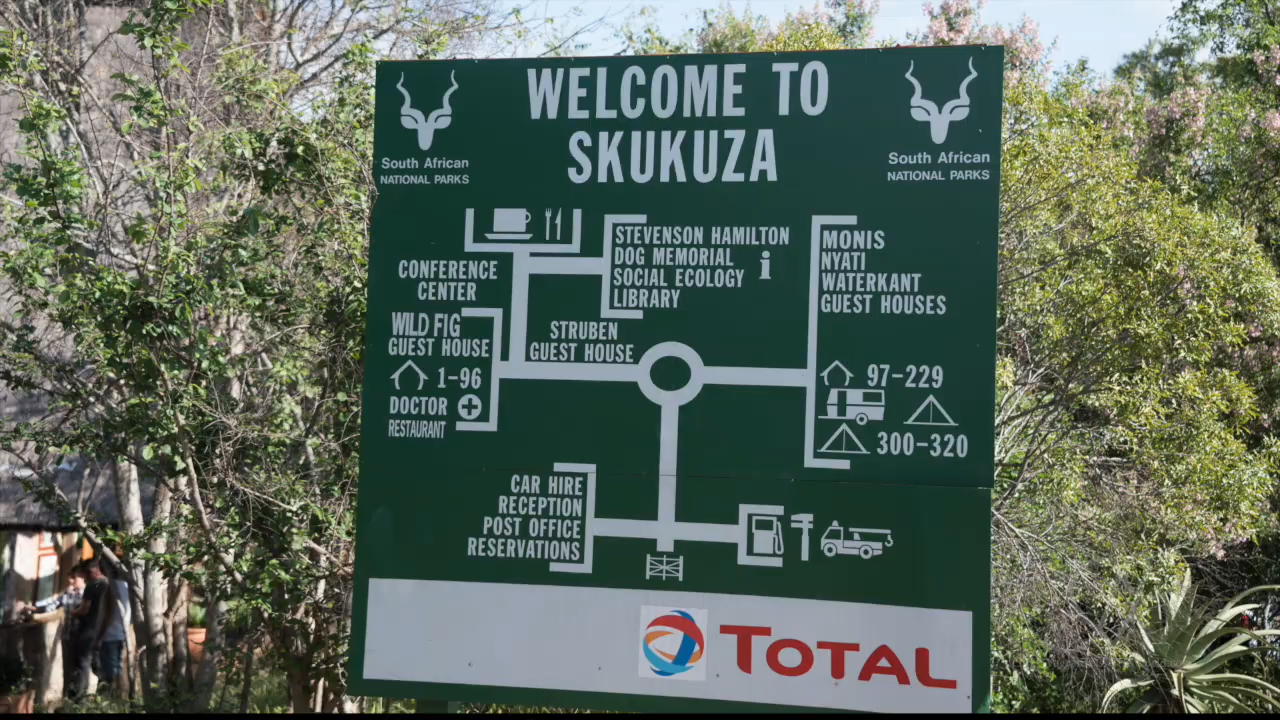 WELCOME TO
SKUKUZA
South African
NATIONAL PARKS
South African
NATIONAL PARKS
CONFERENCE
CENTER
STEVENSON HAMILTON
DOG MEMORIAL
SOCIAL ECOLOGY
LIBRARY
i
MONIS
NYATI
WATERKANT
GUEST HOUSES
WILD FIG
GUEST HOUSE
1-96
DOCTOR
RESTAURANT
STRUBEN
GUEST HOUSE
97-229
300-320
CAR HIRE
RECEPTION
POST OFFICE
RESERVATIONS
TOTAL